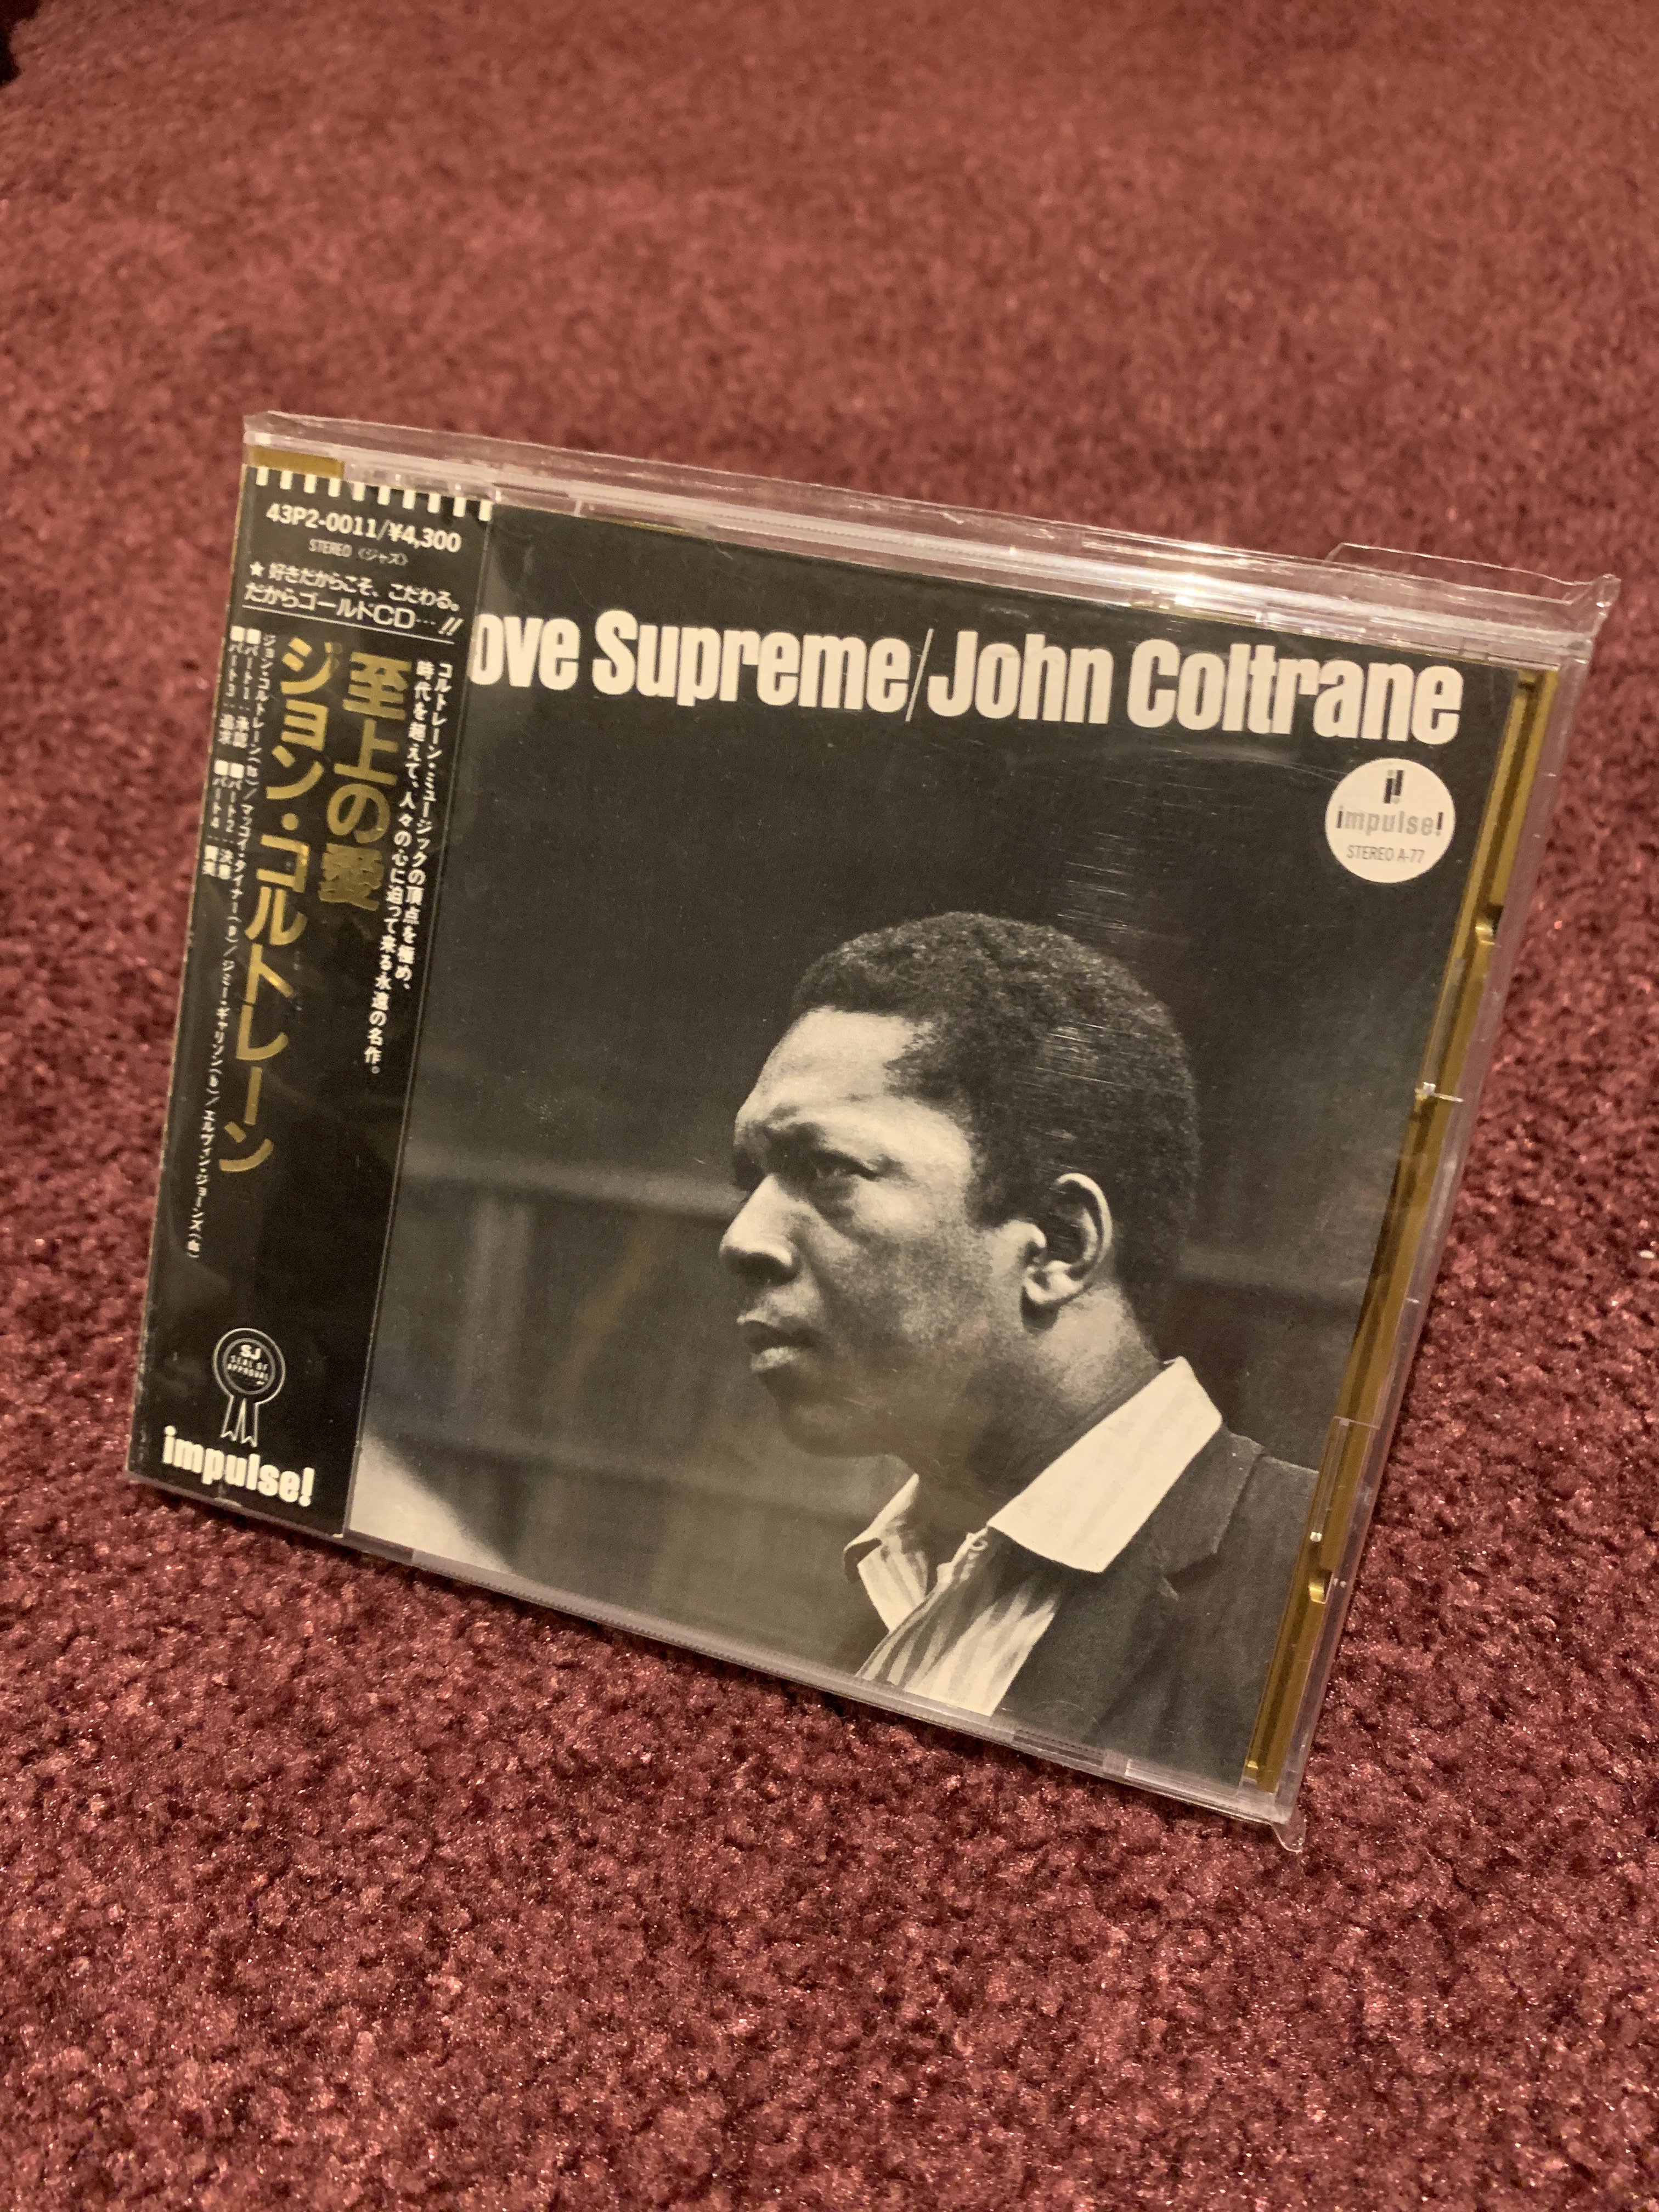 43P2-0011/¥4,300
STEREO 〈ジャズ〉
★好きだからこそ、こだわる。
だからゴールドCD…!!
コルトレーン・ミュージックの頂点を極め、
時代を超えて、人々の心に迫って来る永遠の名作。
至上の愛
ジョン・コルトレーン
ジョン・コルトレーン(ts)/マッコイ・タイナー(p)/ジミー・ギャリソン(b)/エルヴィン・ジョーンズ(ds)
■パート1…承認 ■パート2…決意
■パート3…追求 ■パート4…賛美
SJ
SEAL OF
APPROVAL
impulse!
ove Supreme/John Coltrane
impulse!
STEREO A-77